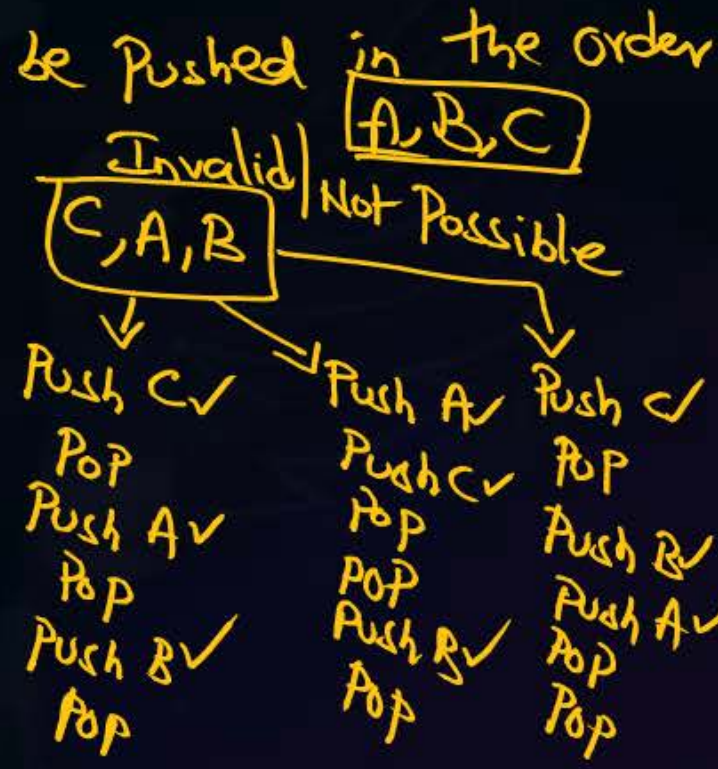 be Pushed in the order
A, B, C
Invalid | Not Possible
C, A, B
Push C✓
Pop
Push A✓
Pop
Push B✓
Pop
Push A✓
Push C✓
Pop
Pop
Push B✓
Pop
Push C✓
Pop
Push B✓
Push A✓
Pop
Pop